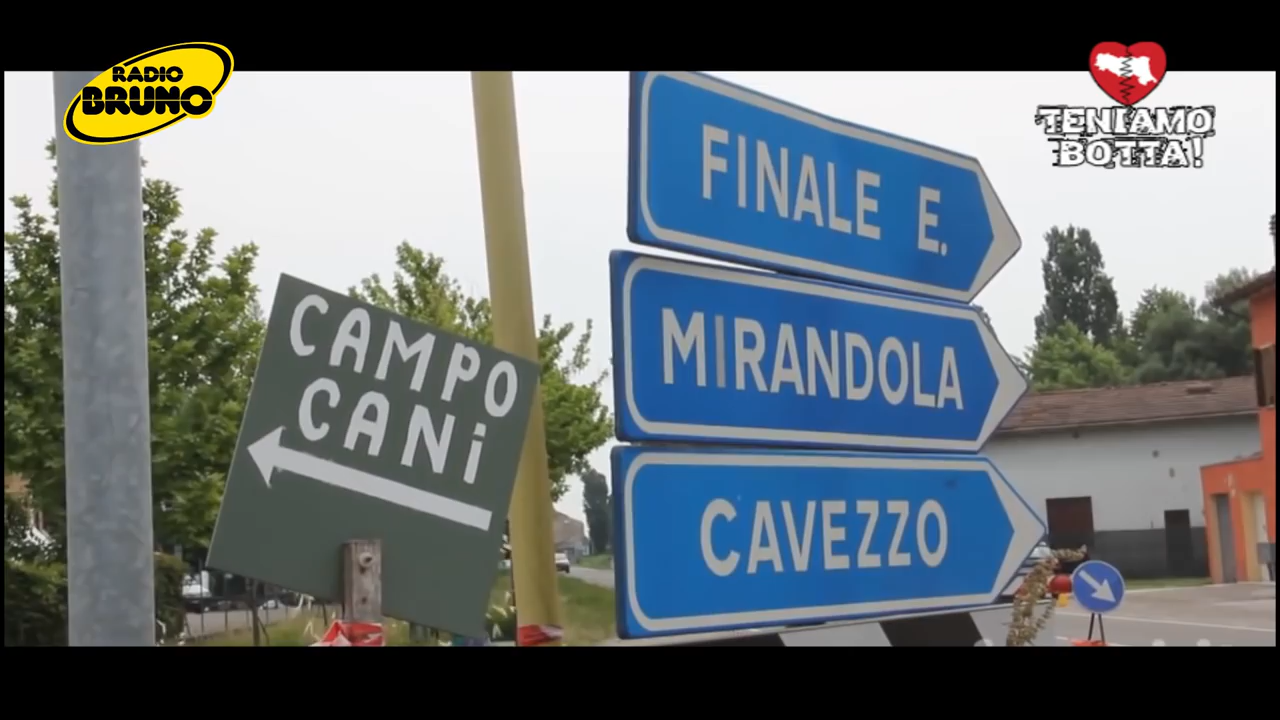 RADIO
BRUNO
TENIAMO
BOTTA!
FINALE E.
MIRANDOLA
CAVEZZO
CAMPO
CANi